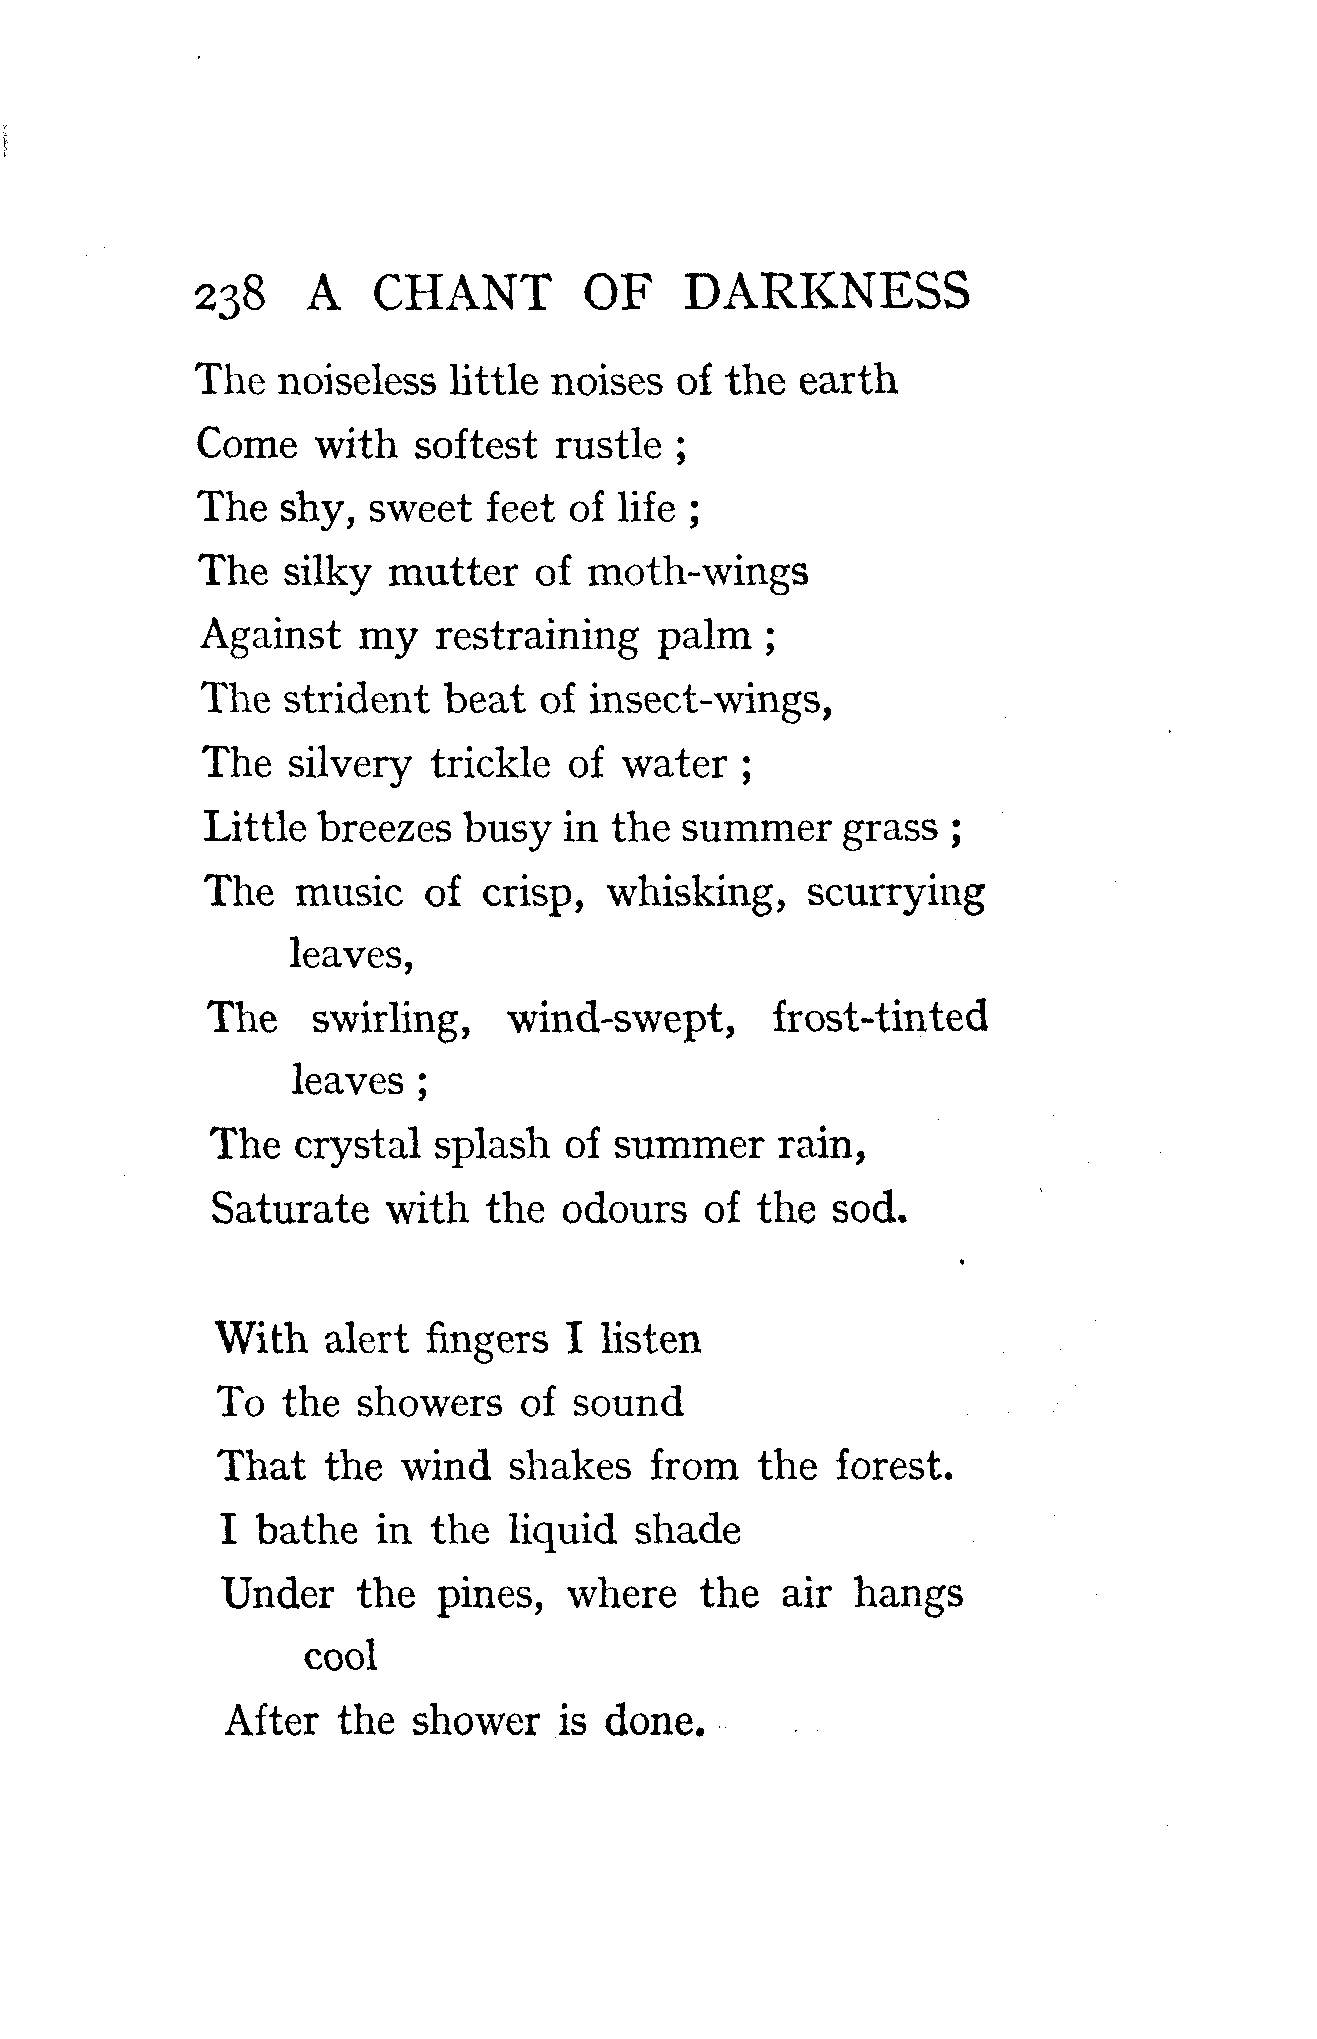 238 A CHANT OF DARKNESS
The noiseless little noises of the earth
Come with softest rustle ;
The shy, sweet feet of life ;
The silky mutter of moth-wings
Against my restraining palm ;
The strident beat of insect-wings,
The silvery trickle of water ;
Little breezes busy in the summer grass ;
The music of crisp, whisking, scurrying
leaves,
The swirling, wind-swept, frost-tinted
leaves ;
The crystal splash of summer rain,
Saturate with the odours of the sod.
With alert fingers I listen
To the showers of sound
That the wind shakes from the forest.
I bathe in the liquid shade
Under the pines, where the air hangs
cool
After the shower is done.